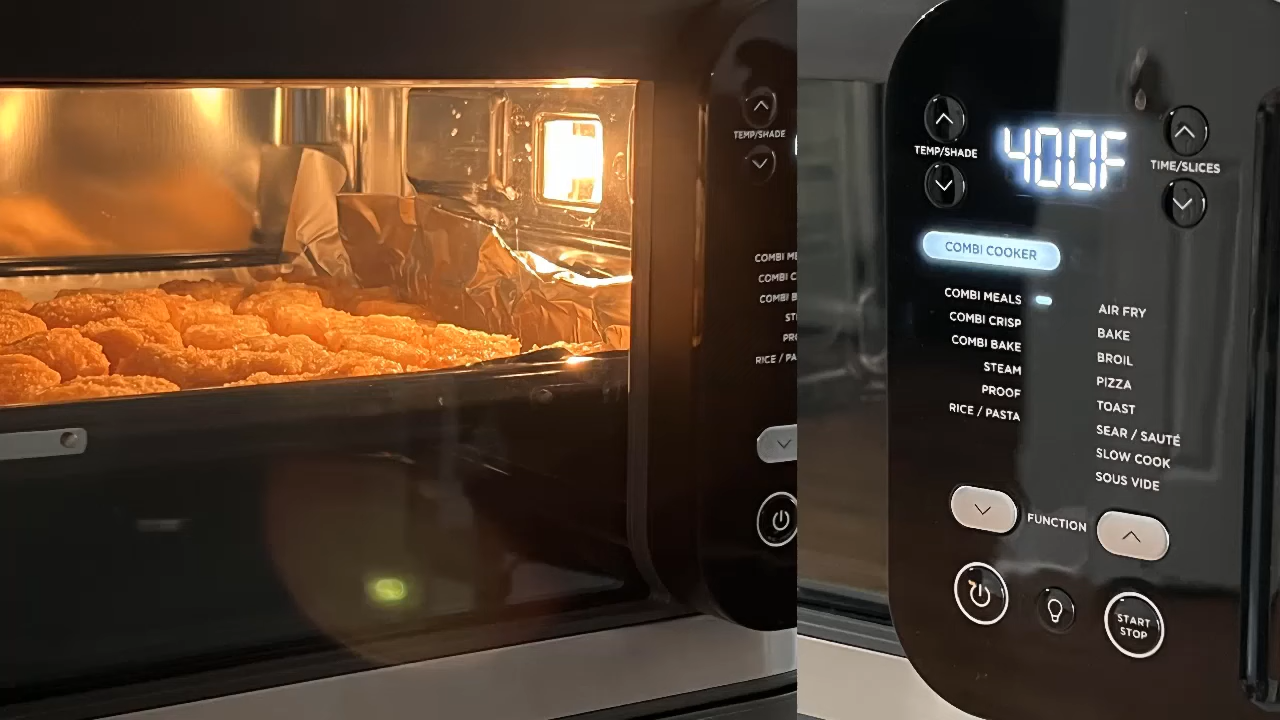 TEMP/SHADE
COMBI ME
COMBI C
COMBI B
ST
PR
RICE / PA
TEMP/SHADE
400F
TIME/SLICES
COMBI COOKER
COMBI MEALS
COMBI CRISP
COMBI BAKE
STEAM
PROOF
RICE / PASTA
AIR FRY
BAKE
BROIL
PIZZA
TOAST
SEAR / SAUTÉ
SLOW COOK
SOUS VIDE
FUNCTION
START
STOP